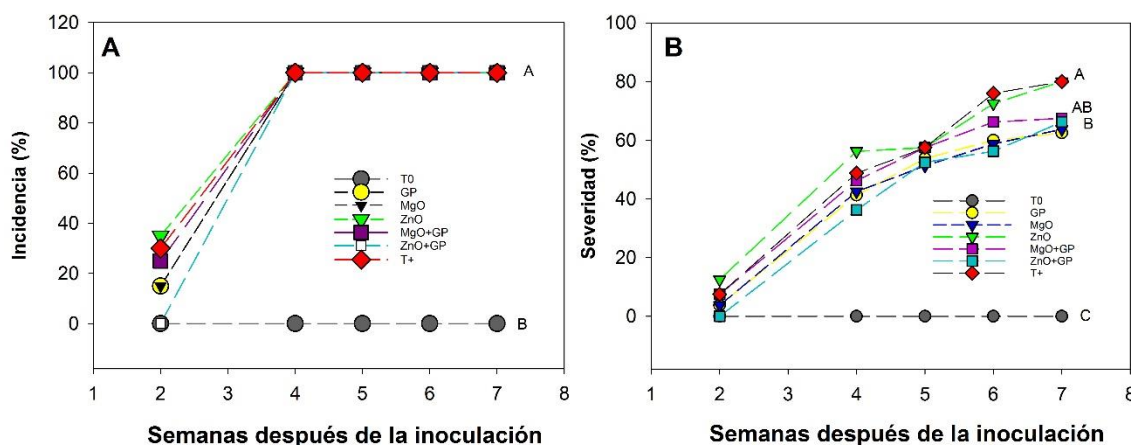 A
Incidencia (%)
120
100
80
60
40
20
0
A
B
T0
GP
MgO
ZnO
MgO+GP
ZnO+GP
T+
1 2 3 4 5 6 7 8
Semanas después de la inoculación
B
Severidad (%)
100
80
60
40
20
0
A
AB
B
C
T0
GP
MgO
ZnO
MgO+GP
ZnO+GP
T+
1 2 3 4 5 6 7 8
Semanas después de la inoculación